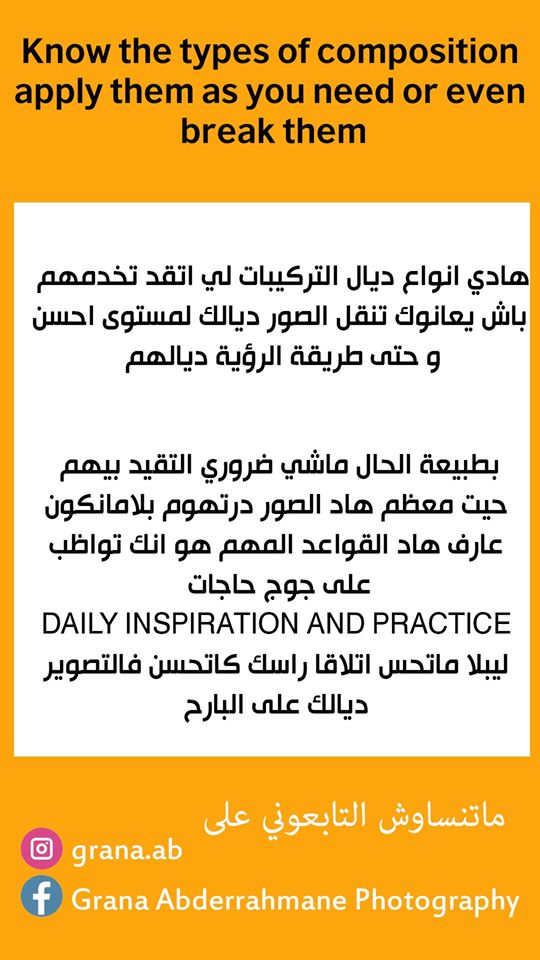 Know the types of composition
apply them as you need or even
break them
هادي انواع ديال التركيبات لي اتقد تخدمهم
باش يعانوك تنقل الصور ديالك لمستوى احسن
و حتى طريقة الرؤية ديالهم
بطبيعة الحال ماشي ضروري التقيد بيهم
حيت معظم هاد الصور درتهوم بلامانكون
عارف هاد القواعد المهم هو انك تواظب
على جوج حاجات
DAILY INSPIRATION AND PRACTICE
ليبلا ماتحس اتلاقا راسك كاتحسن فالتصوير
ديالك على البارح
ماتنساوش التابعوني على
grana.ab
Grana Abderrahmane Photography